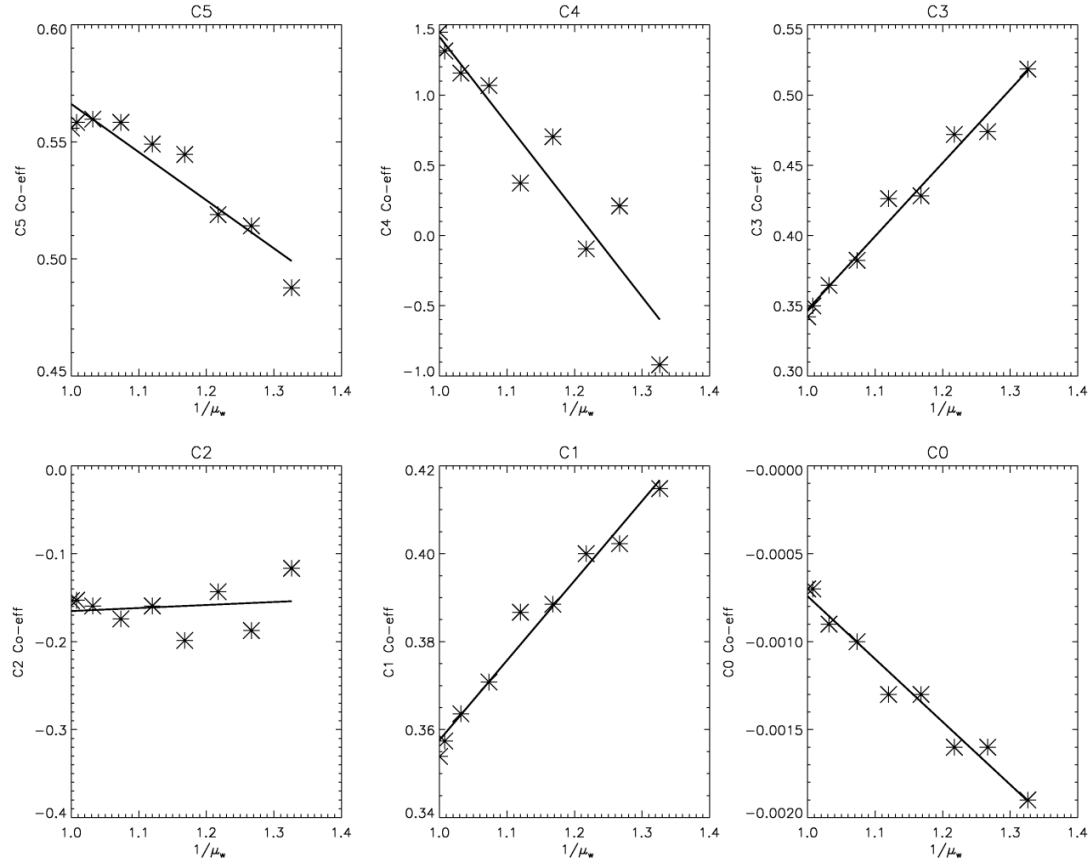 C5
0.60
0.55
0.50
0.45
C5 Co-eff
1.0 1.1 1.2 1.3 1.4
1/μw
C4
1.5
1.0
0.5
0.0
-0.5
-1.0
C4 Co-eff
1.0 1.1 1.2 1.3 1.4
1/μw
C3
0.55
0.50
0.45
0.40
0.35
0.30
C3 Co-eff
1.0 1.1 1.2 1.3 1.4
1/μw
C2
0.0
-0.1
-0.2
-0.3
-0.4
C2 Co-eff
1.0 1.1 1.2 1.3 1.4
1/μw
C1
0.42
0.40
0.38
0.36
0.34
C1 Co-eff
1.0 1.1 1.2 1.3 1.4
1/μw
C0
-0.0000
-0.0005
-0.0010
-0.0015
-0.0020
C0 Co-eff
1.0 1.1 1.2 1.3 1.4
1/μw